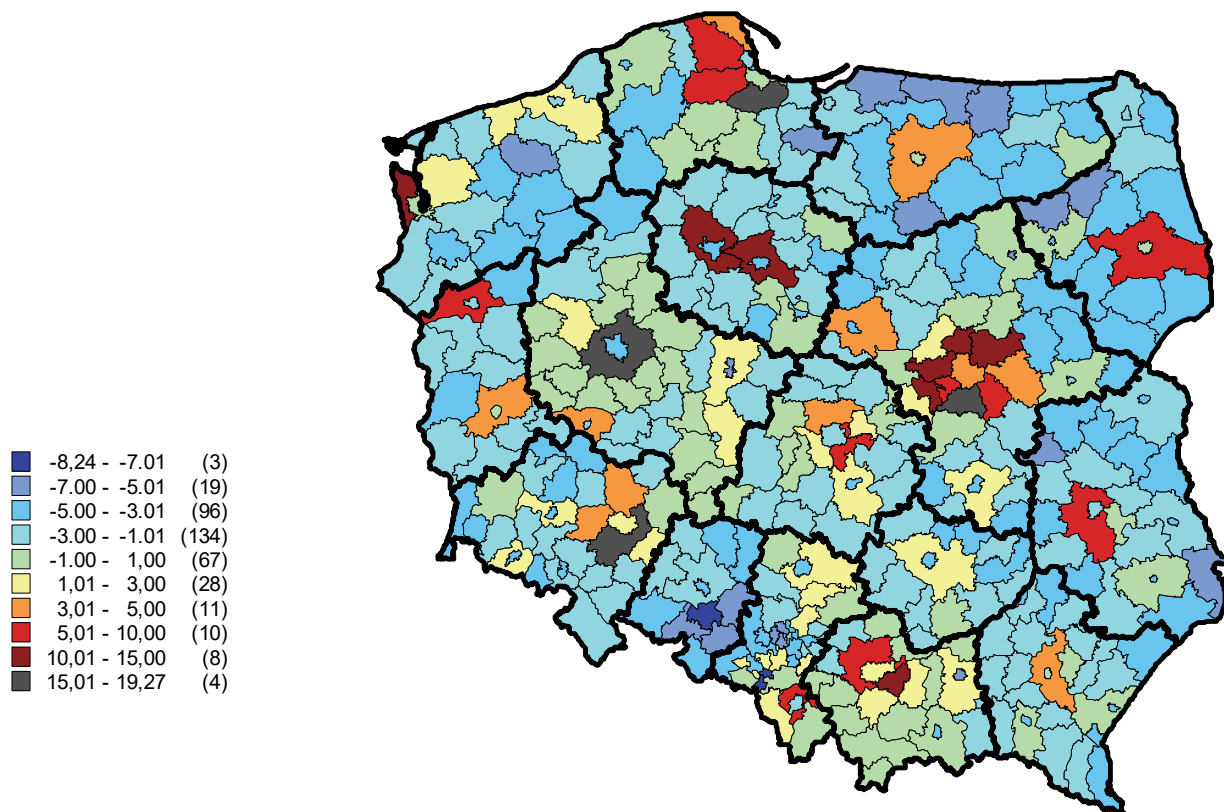 -8,24 - -7.01 (3)
-7.00 - -5.01 (19)
-5.00 - -3.01 (96)
-3.00 - -1.01 (134)
-1.00 - 1,00 (67)
1,01 - 3,00 (28)
3,01 - 5,00 (11)
5,01 - 10,00 (10)
10,01 - 15,00 (8)
15,01 - 19,27 (4)